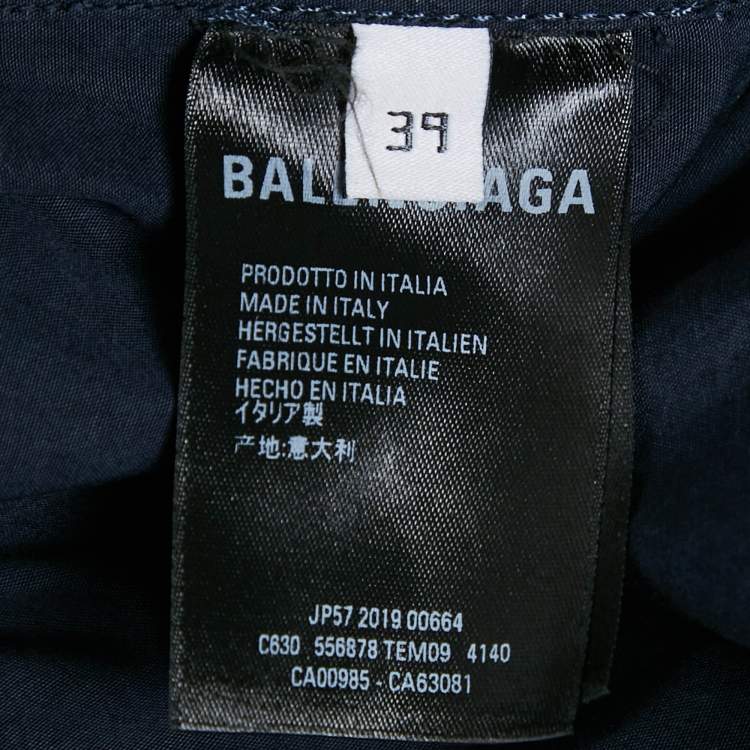 39
BALENCIAGA
PRODOTTO IN ITALIA
MADE IN ITALY
HERGESTELLT IN ITALIEN
FABRIQUE EN ITALIE
HECHO EN ITALIA
イタリア製
产地:意大利
JP57 2019 00664
C630 556878 TEM09 4140
CA00985 - CA63081